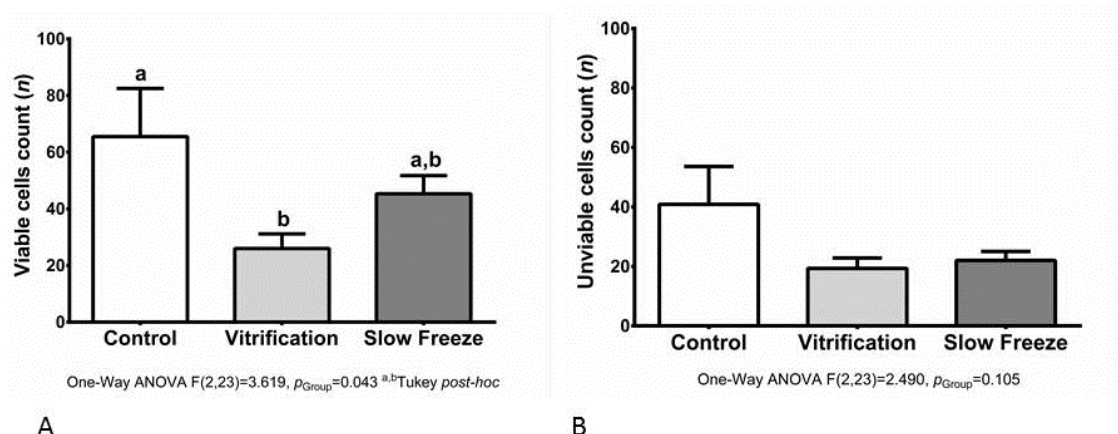 100
80
60
40
20
0
Viable cells count (n)
a
b
a,b
Control Vitrification Slow Freeze
One-Way ANOVA F(2,23)=3.619, pGroup=0.043 a,bTukey post-hoc
A
100
80
60
40
20
0
Unviable cells count (n)
Control Vitrification Slow Freeze
One-Way ANOVA F(2,23)=2.490, pGroup=0.105
B